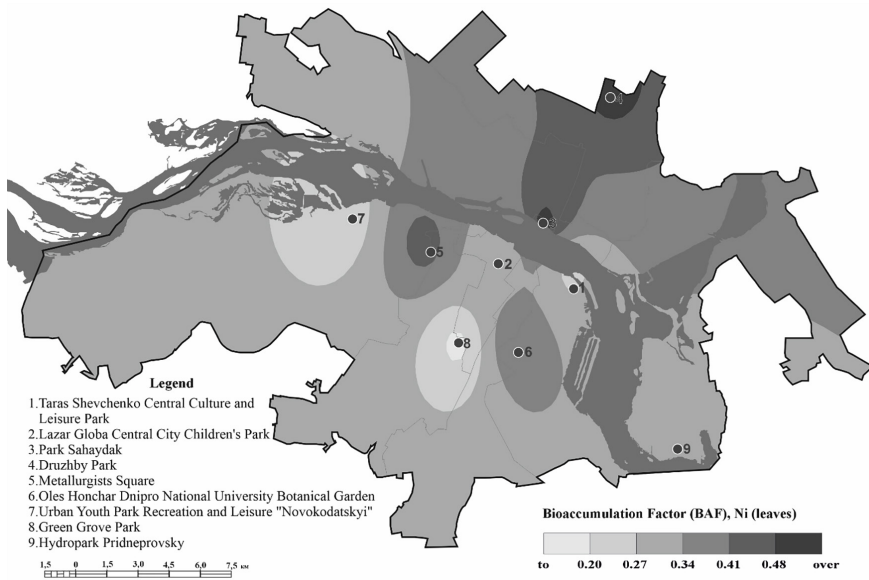 4
3
7
5
2
1
8
6
9
Legend
1.Taras Shevchenko Central Culture and
Leisure Park
2.Lazar Globa Central City Children's Park
3.Park Sahaydak
4.Druzhby Park
5.Metallurgists Square
6.Oles Honchar Dnipro National University Botanical Garden
7.Urban Youth Park Recreation and Leisure "Novokodatskyi"
8.Green Grove Park
9.Hydropark Pridneprovsky
1,5 0 1,5 3 4,5 6 7,5 км
Bioaccumulation Factor (BAF), Ni (leaves)
to 0.20 0.27 0.34 0.41 0.48 over